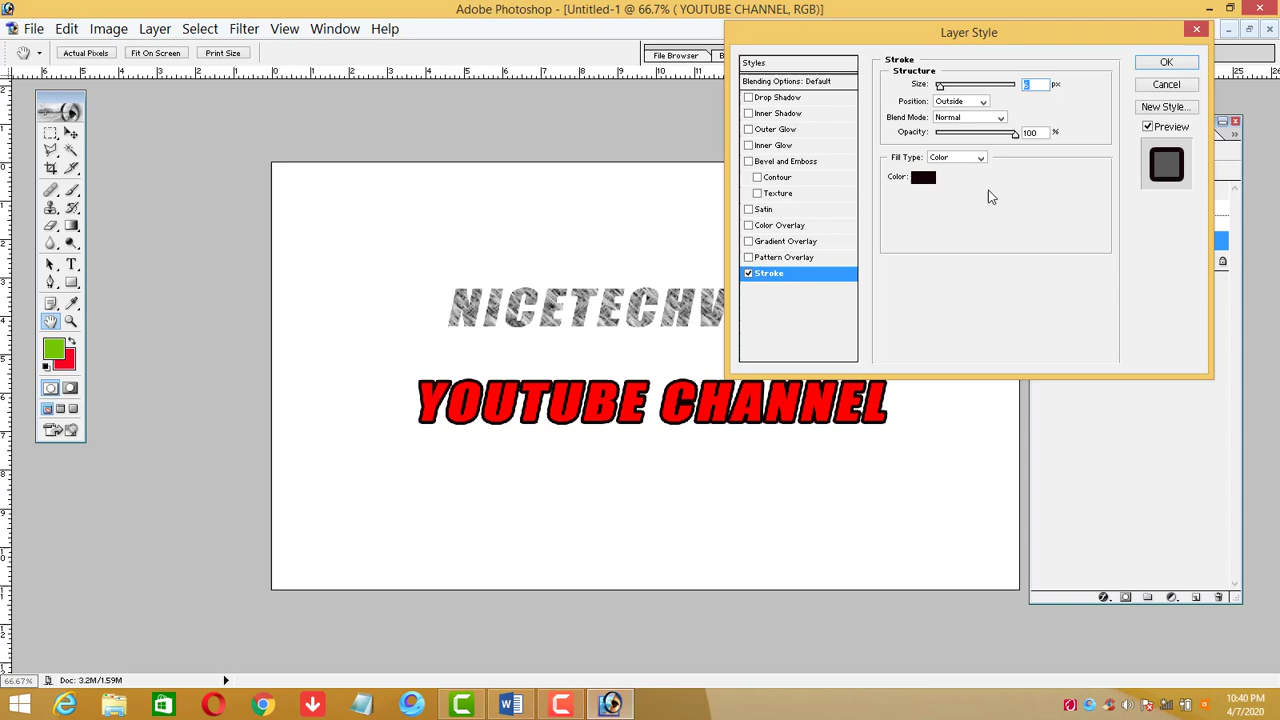 Adobe Photoshop - [Untitled-1 @ 66.7% ( YOUTUBE CHANNEL, RGB)]
File Edit Image Layer Select Filter View Window Help
Actual Pixels Fit On Screen Print Size File Browser
Layer Style
Styles
Blending Options: Default
Drop Shadow
Inner Shadow
Outer Glow
Inner Glow
Bevel and Emboss
Contour
Texture
Satin
Color Overlay
Gradient Overlay
Pattern Overlay
Stroke
Stroke
Structure
Size: 6 px
Position: Outside
Blend Mode: Normal
Opacity: 100 %
Fill Type: Color
Color:
OK
Cancel
New Style...
Preview
NICETECHW
YOUTUBE CHANNEL
66.67% Doc: 3.2M/1.59M
10:40 PM
4/7/2020